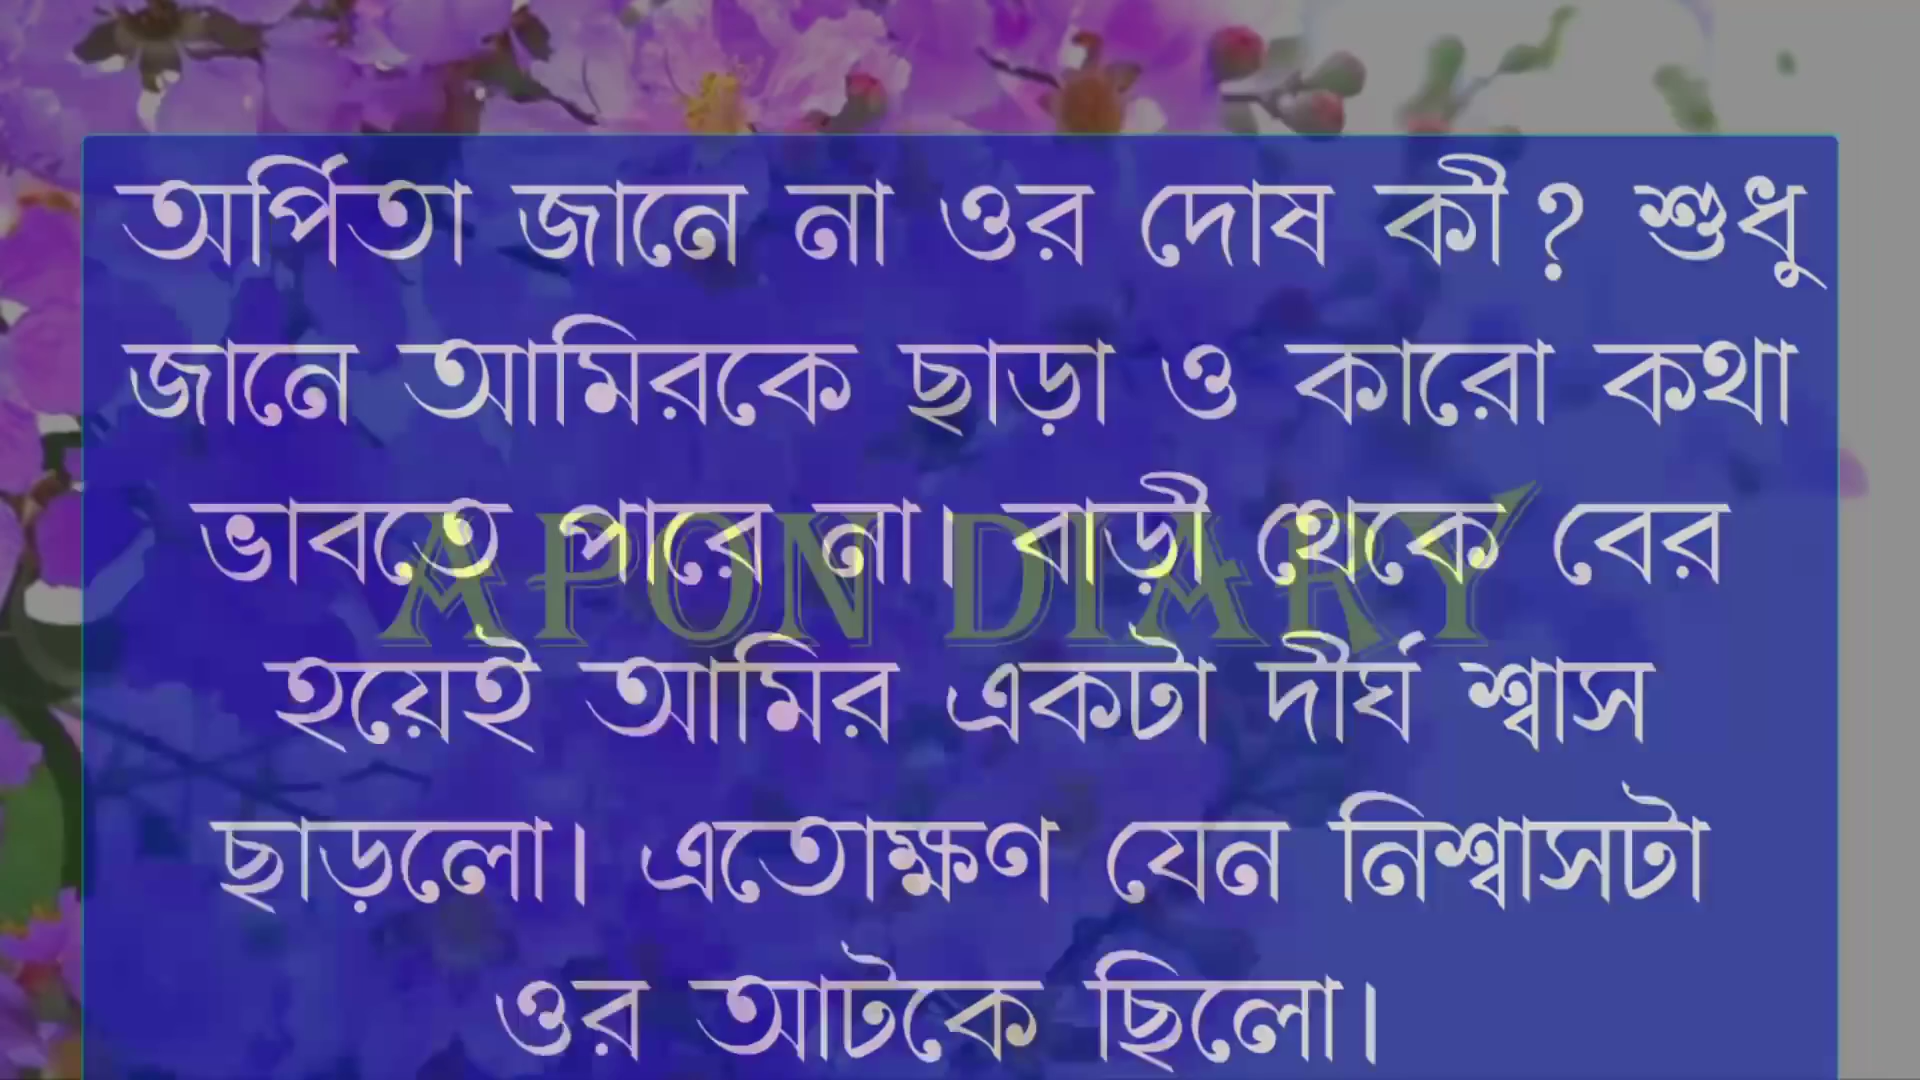 অর্পিতা জানে না ওর দোষ কী? শুধু
জানে আমিরকে ছাড়া ও কারো কথা
ভাবতে পারে না। বাড়ী থেকে বের
APON DIARY
হয়েই আমির একটা দীর্ঘ শ্বাস
ছাড়লো। এতোক্ষণ যেন নিশ্বাসটা
ওর আটকে ছিলো।